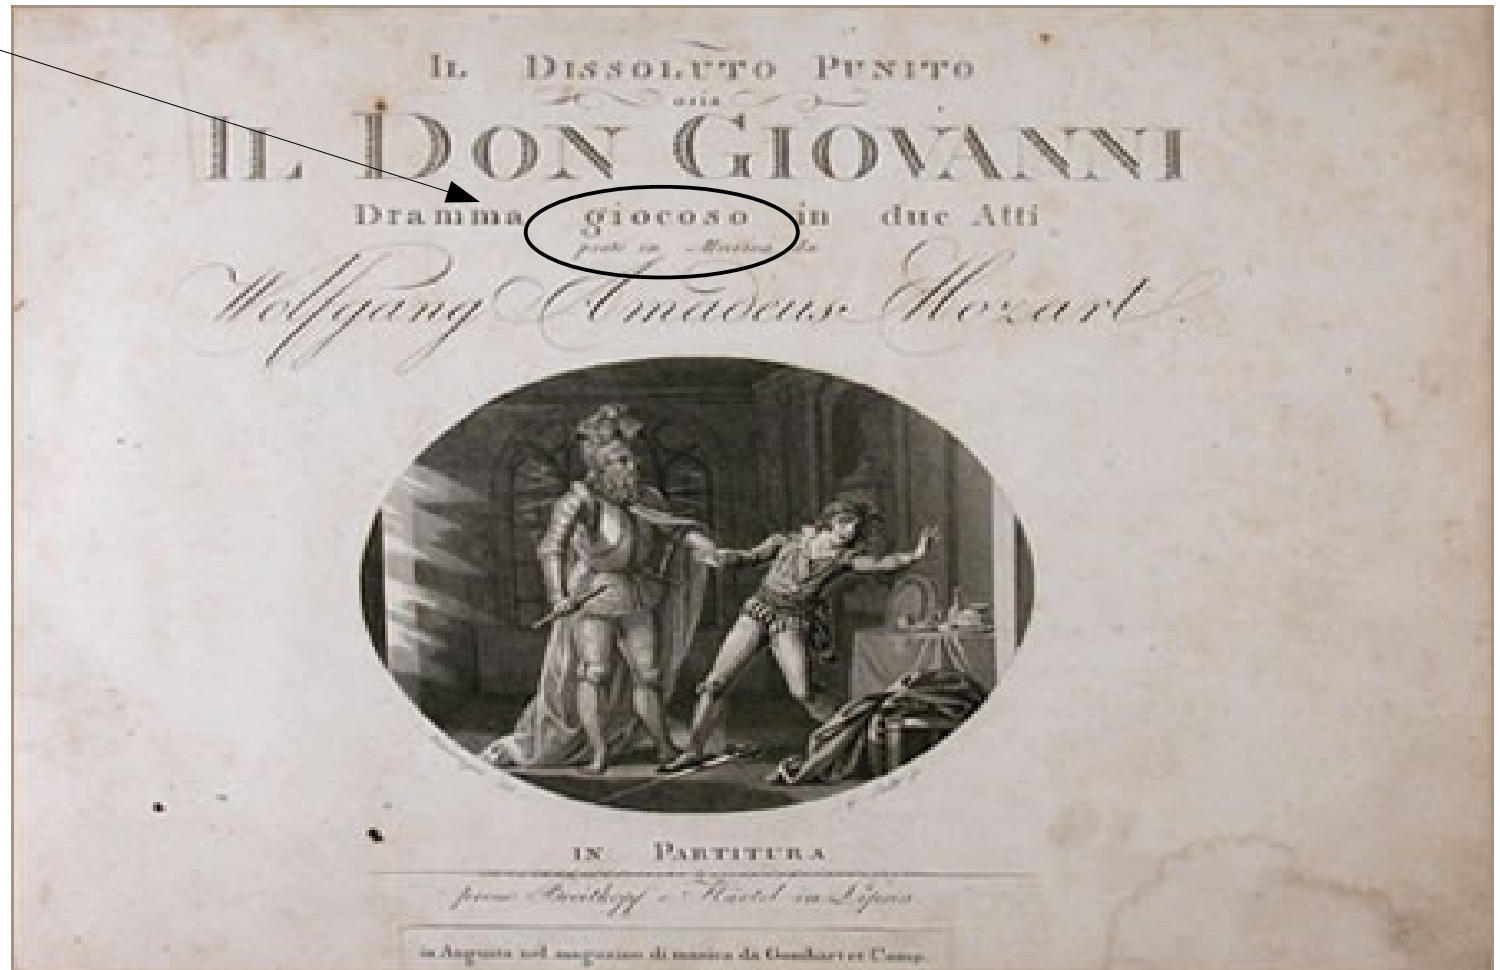 IL DISSOLUTO PUNITO
osia
IL DON GIOVANNI
Dramma giocoso in due Atti
posto in Musica da
Wolfgang Amadeus Mozart.
IN PARTITURA
presso Breitkopf e Härtel in Lipsia
in Augusta nel magazino di musica da Gombart et Comp.